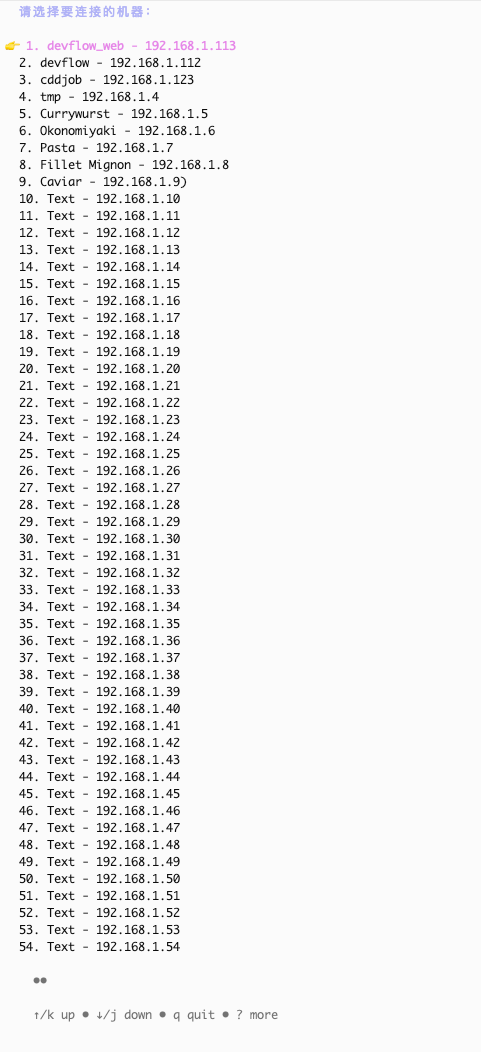 请选择要连接的机器：
👉 1. devflow_web - 192.168.1.113
2. devflow - 192.168.1.112
3. cddjob - 192.168.1.123
4. tmp - 192.168.1.4
5. Currywurst - 192.168.1.5
6. Okonomiyaki - 192.168.1.6
7. Pasta - 192.168.1.7
8. Fillet Mignon - 192.168.1.8
9. Caviar - 192.168.1.9)
10. Text - 192.168.1.10
11. Text - 192.168.1.11
12. Text - 192.168.1.12
13. Text - 192.168.1.13
14. Text - 192.168.1.14
15. Text - 192.168.1.15
16. Text - 192.168.1.16
17. Text - 192.168.1.17
18. Text - 192.168.1.18
19. Text - 192.168.1.19
20. Text - 192.168.1.20
21. Text - 192.168.1.21
22. Text - 192.168.1.22
23. Text - 192.168.1.23
24. Text - 192.168.1.24
25. Text - 192.168.1.25
26. Text - 192.168.1.26
27. Text - 192.168.1.27
28. Text - 192.168.1.28
29. Text - 192.168.1.29
30. Text - 192.168.1.30
31. Text - 192.168.1.31
32. Text - 192.168.1.32
33. Text - 192.168.1.33
34. Text - 192.168.1.34
35. Text - 192.168.1.35
36. Text - 192.168.1.36
37. Text - 192.168.1.37
38. Text - 192.168.1.38
39. Text - 192.168.1.39
40. Text - 192.168.1.40
41. Text - 192.168.1.41
42. Text - 192.168.1.42
43. Text - 192.168.1.43
44. Text - 192.168.1.44
45. Text - 192.168.1.45
46. Text - 192.168.1.46
47. Text - 192.168.1.47
48. Text - 192.168.1.48
49. Text - 192.168.1.49
50. Text - 192.168.1.50
51. Text - 192.168.1.51
52. Text - 192.168.1.52
53. Text - 192.168.1.53
54. Text - 192.168.1.54
••
↑/k up • ↓/j down • q quit • ? more